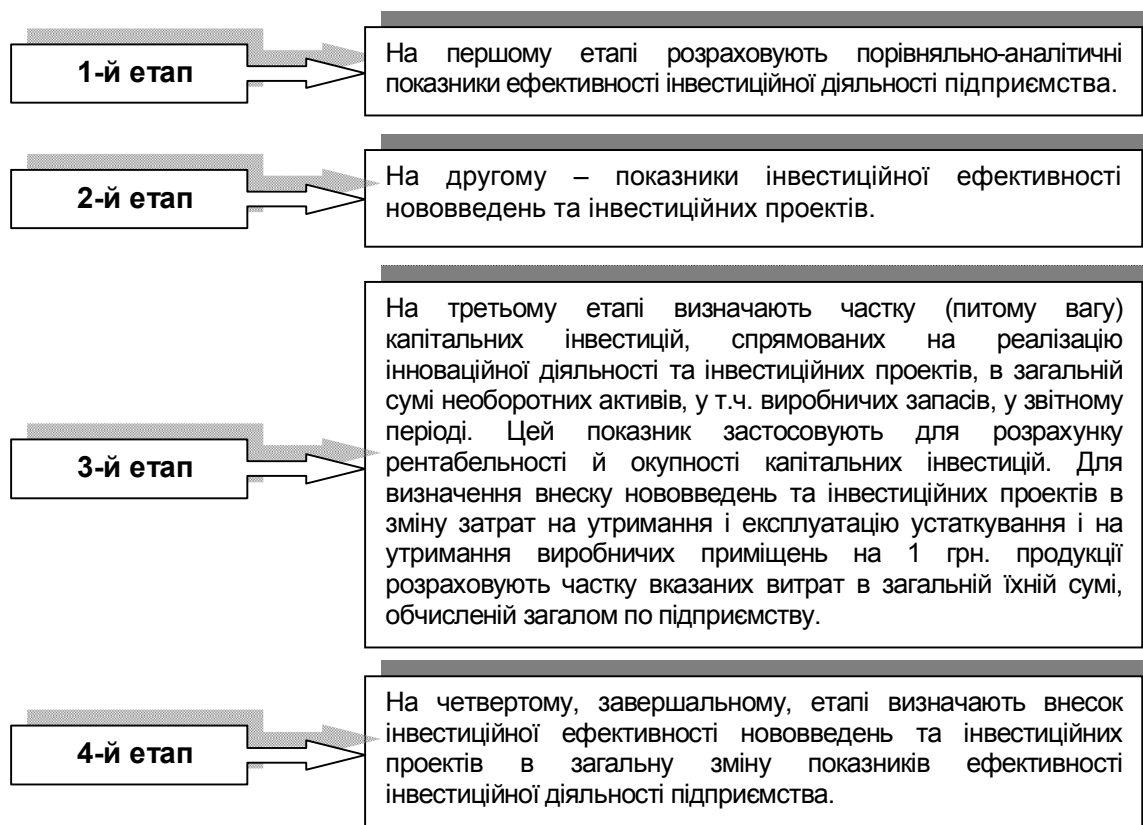 1-й етап
На першому етапі розраховують порівняльно-аналітичні
показники ефективності інвестиційної діяльності підприємства.
2-й етап
На другому – показники інвестиційної ефективності
нововведень та інвестиційних проектів.
3-й етап
На третьому етапі визначають частку (питому вагу)
капітальних інвестицій, спрямованих на реалізацію
інноваційної діяльності та інвестиційних проектів, в загальній
сумі необоротних активів, у т.ч. виробничих запасів, у звітному
періоді. Цей показник застосовують для розрахунку
рентабельності й окупності капітальних інвестицій. Для
визначення внеску нововведень та інвестиційних проектів в
зміну затрат на утримання і експлуатацію устаткування і на
утримання виробничих приміщень на 1 грн. продукції
розраховують частку вказаних витрат в загальній їхній сумі,
обчисленій загалом по підприємству.
4-й етап
На четвертому, завершальному, етапі визначають внесок
інвестиційної ефективності нововведень та інвестиційних
проектів в загальну зміну показників ефективності
інвестиційної діяльності підприємства.